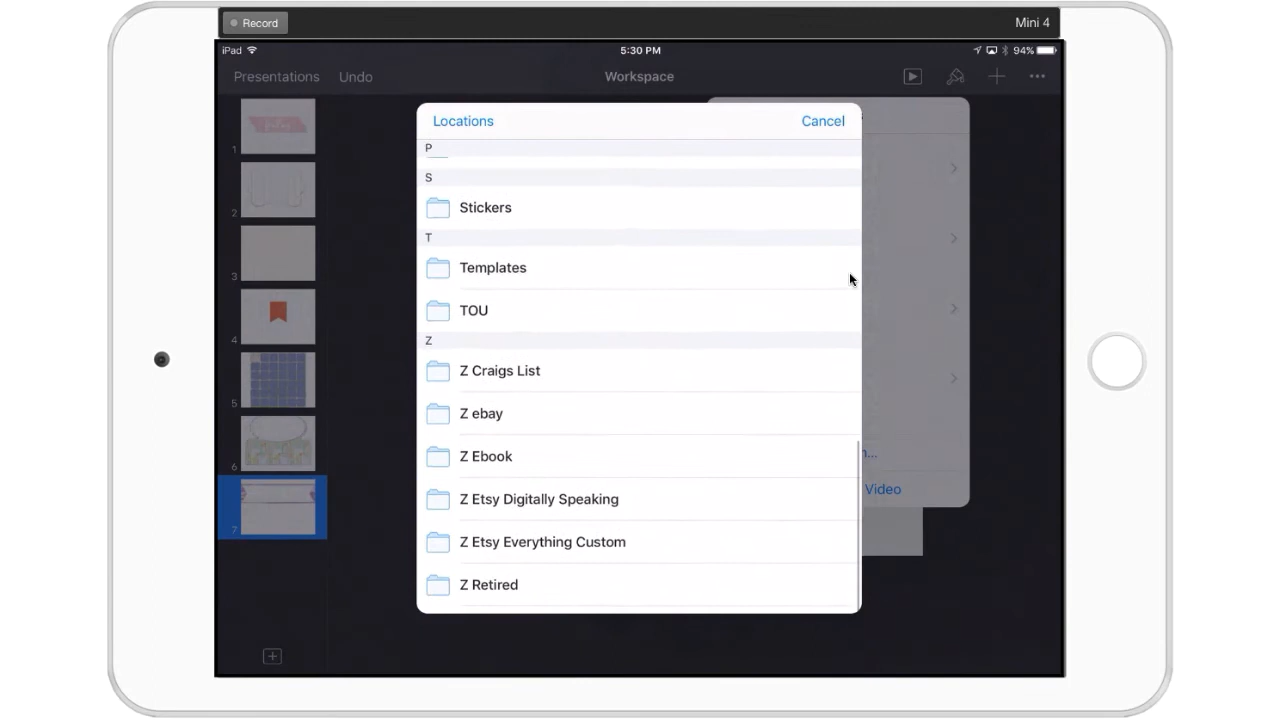 Record
Mini 4
iPad
5:30 PM
94%
Presentations
Undo
Workspace
Locations
Cancel
P
S
Stickers
T
Templates
TOU
Z
Z Craigs List
Z ebay
Z Ebook
Z Etsy Digitally Speaking
Z Etsy Everything Custom
Z Retired
Video
1
2
3
4
5
6
7